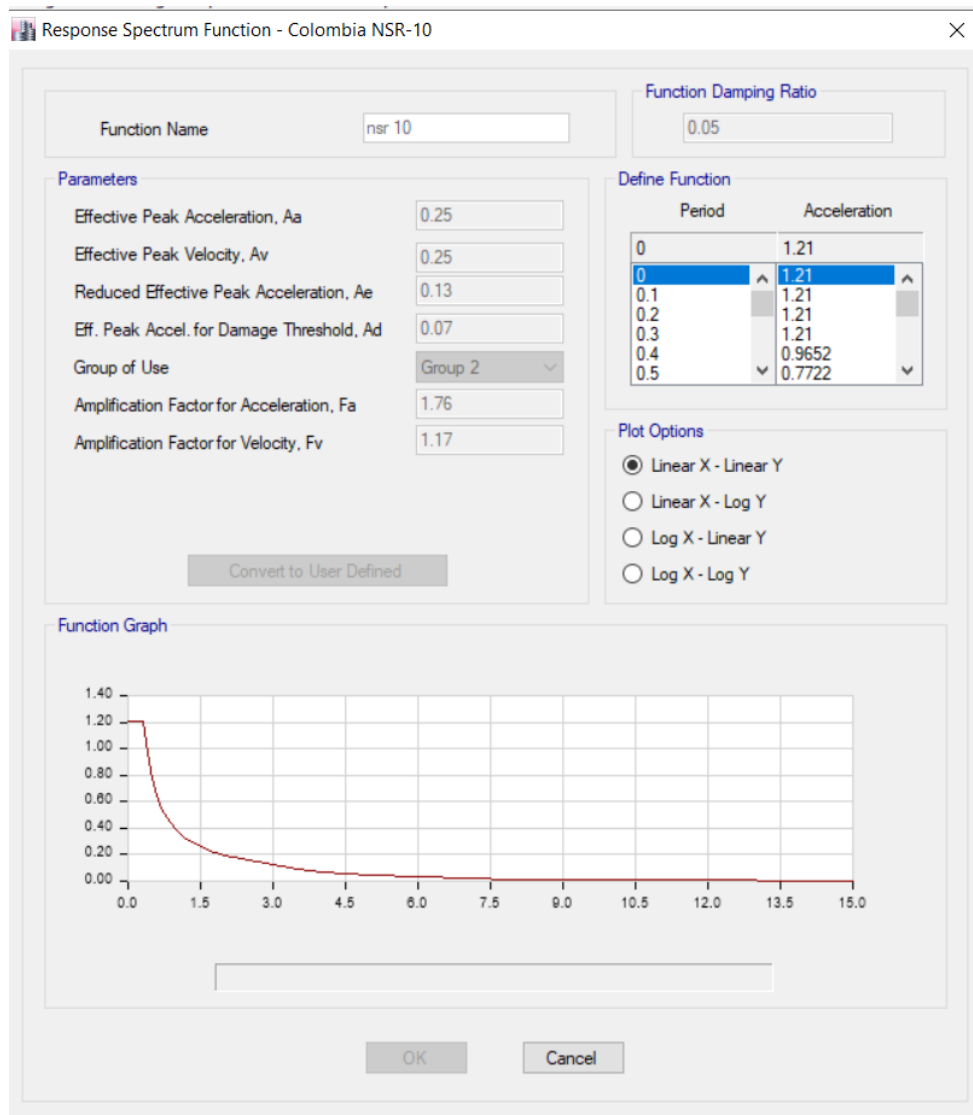 Response Spectrum Function - Colombia NSR-10
Function Name
nsr 10
Function Damping Ratio
0.05
Parameters
Effective Peak Acceleration, Aa
0.25
Effective Peak Velocity, Av
0.25
Reduced Effective Peak Acceleration, Ae
0.13
Eff. Peak Accel. for Damage Threshold, Ad
0.07
Group of Use
Group 2
Amplification Factor for Acceleration, Fa
1.76
Amplification Factor for Velocity, Fv
1.17
Convert to User Defined
Define Function
Period Acceleration
0 1.21
0 1.21
0.1 1.21
0.2 1.21
0.3 1.21
0.4 0.9652
0.5 0.7722
Plot Options
Linear X - Linear Y
Linear X - Log Y
Log X - Linear Y
Log X - Log Y
Function Graph
1.40
1.20
1.00
0.80
0.60
0.40
0.20
0.00
0.0 1.5 3.0 4.5 6.0 7.5 9.0 10.5 12.0 13.5 15.0
OK Cancel